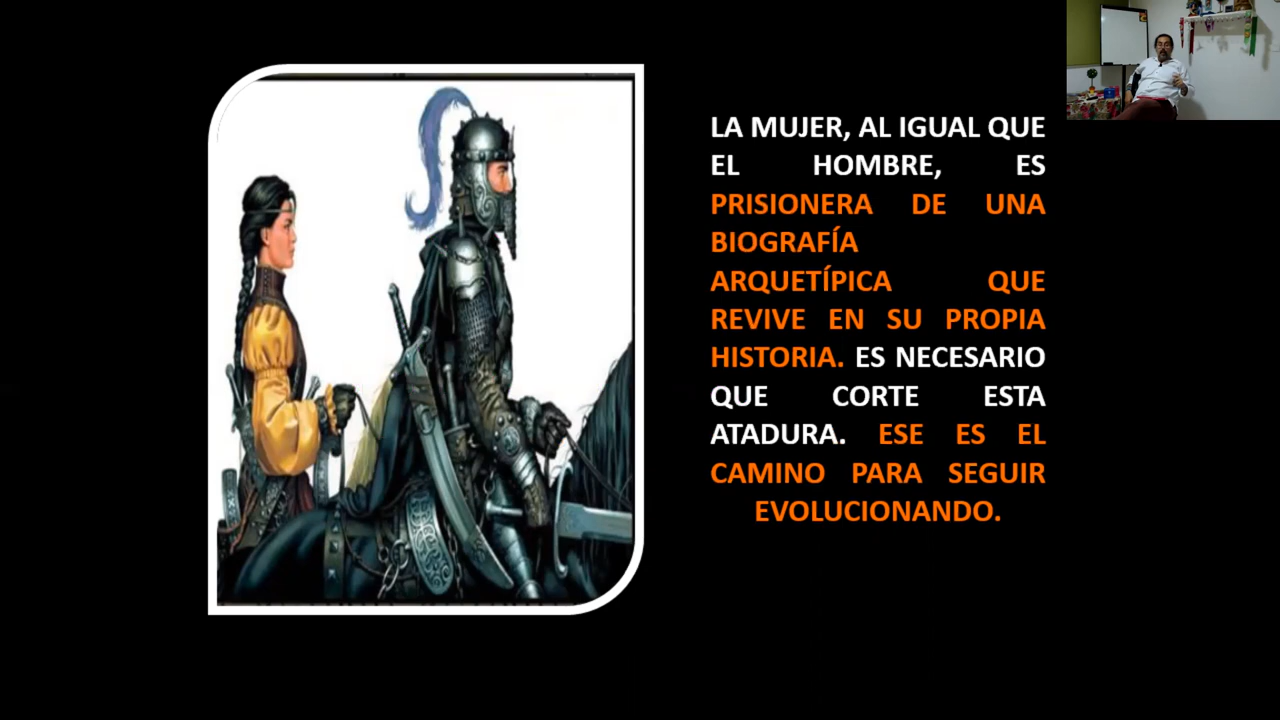 LA MUJER, AL IGUAL QUE
EL HOMBRE, ES
PRISIONERA DE UNA
BIOGRAFÍA
ARQUETÍPICA QUE
REVIVE EN SU PROPIA
HISTORIA. ES NECESARIO
QUE CORTE ESTA
ATADURA. ESE ES EL
CAMINO PARA SEGUIR
EVOLUCIONANDO.